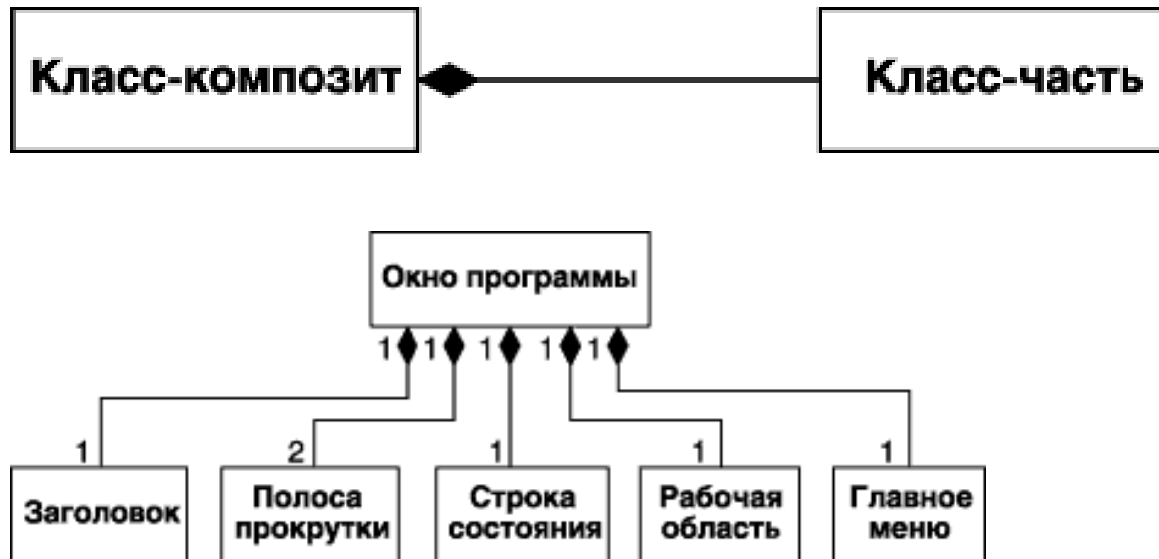 Класс-композит
Класс-часть
Окно программы
1 1 1 1 1
1 2 1 1 1
Заголовок
Полоса
прокрутки
Строка
состояния
Рабочая
область
Главное
меню